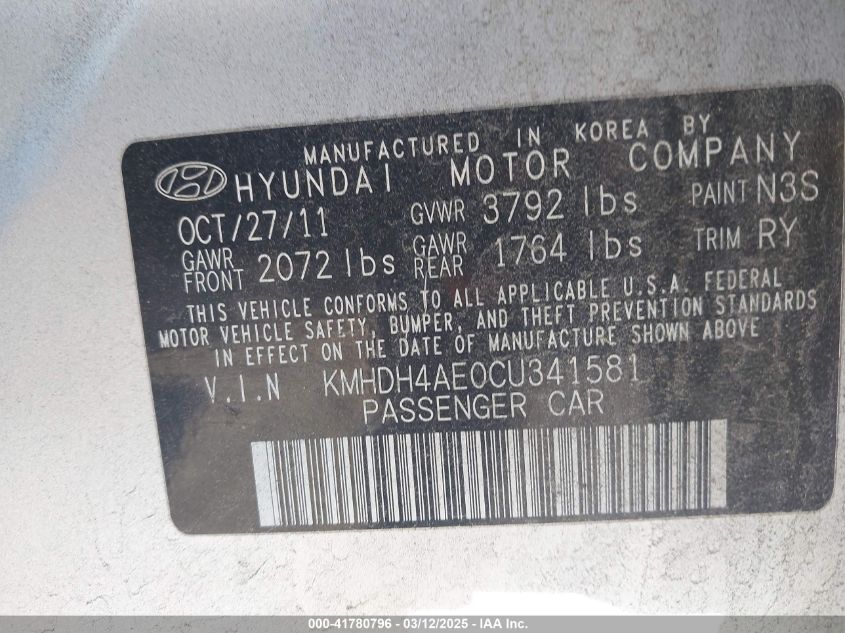 MANUFACTURED IN KOREA BY
HYUNDAI MOTOR COMPANY
OCT/27/11 GVWR 3792 lbs PAINT N3S
GAWR FRONT 2072 lbs GAWR REAR 1764 lbs TRIM RY
THIS VEHICLE CONFORMS TO ALL APPLICABLE U.S.A. FEDERAL
MOTOR VEHICLE SAFETY, BUMPER, AND THEFT PREVENTION STANDARDS
IN EFFECT ON THE DATE OF MANUFACTURE SHOWN ABOVE
V.I.N KMHDH4AE0CU341581
PASSENGER CAR
000-41780796 - 03/12/2025 - IAA Inc.